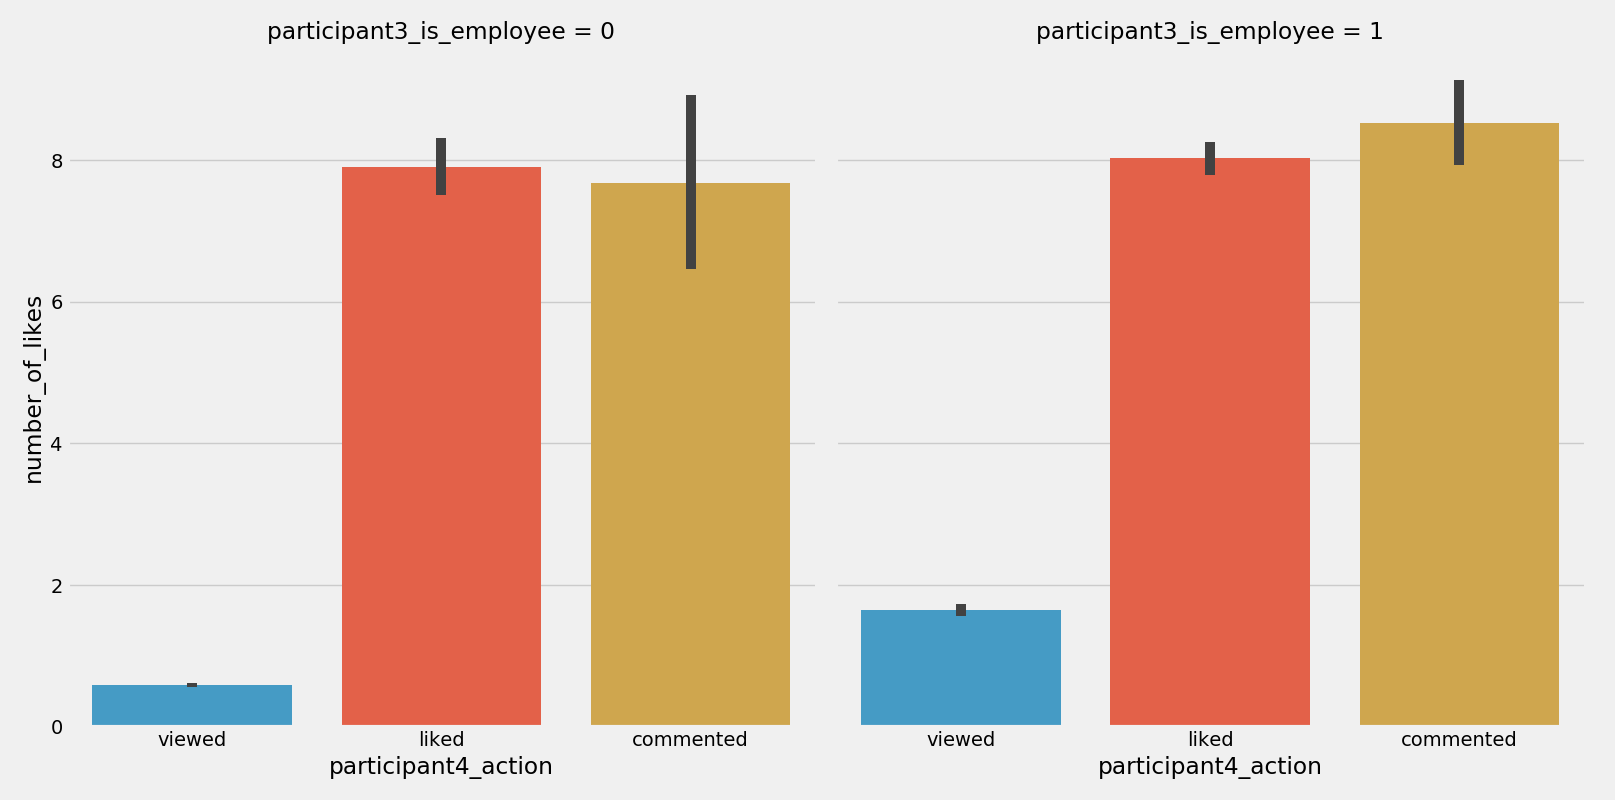 participant3_is_employee = 0
participant3_is_employee = 1
number_of_likes
8
6
4
2
0
viewed
liked
commented
viewed
liked
commented
participant4_action
participant4_action